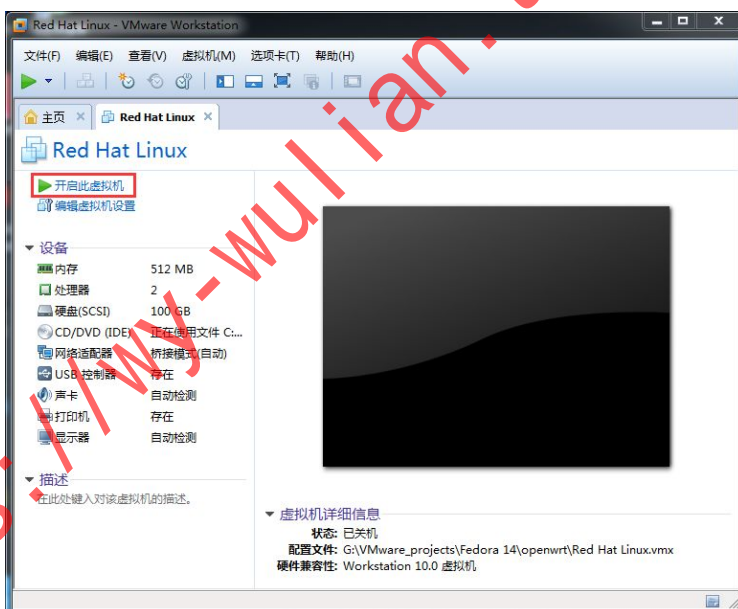 Red Hat Linux - VMware Workstation
文件(F) 编辑(E) 查看(V) 虚拟机(M) 选项卡(T) 帮助(H)
主页 Red Hat Linux
Red Hat Linux
开启此虚拟机
编辑虚拟机设置
设备
内存 512 MB
处理器 2
硬盘(SCSI) 100 GB
CD/DVD (IDE) 正在使用文件 C:...
网络适配器 桥接模式(自动)
USB 控制器 存在
声卡 自动检测
打印机 存在
显示器 自动检测
描述
在此处键入对该虚拟机的描述。
虚拟机详细信息
状态: 已关机
配置文件: G:\VMware_projects\Fedora 14\openwrt\Red Hat Linux.vmx
硬件兼容性: Workstation 10.0 虚拟机
://wy-wulian.